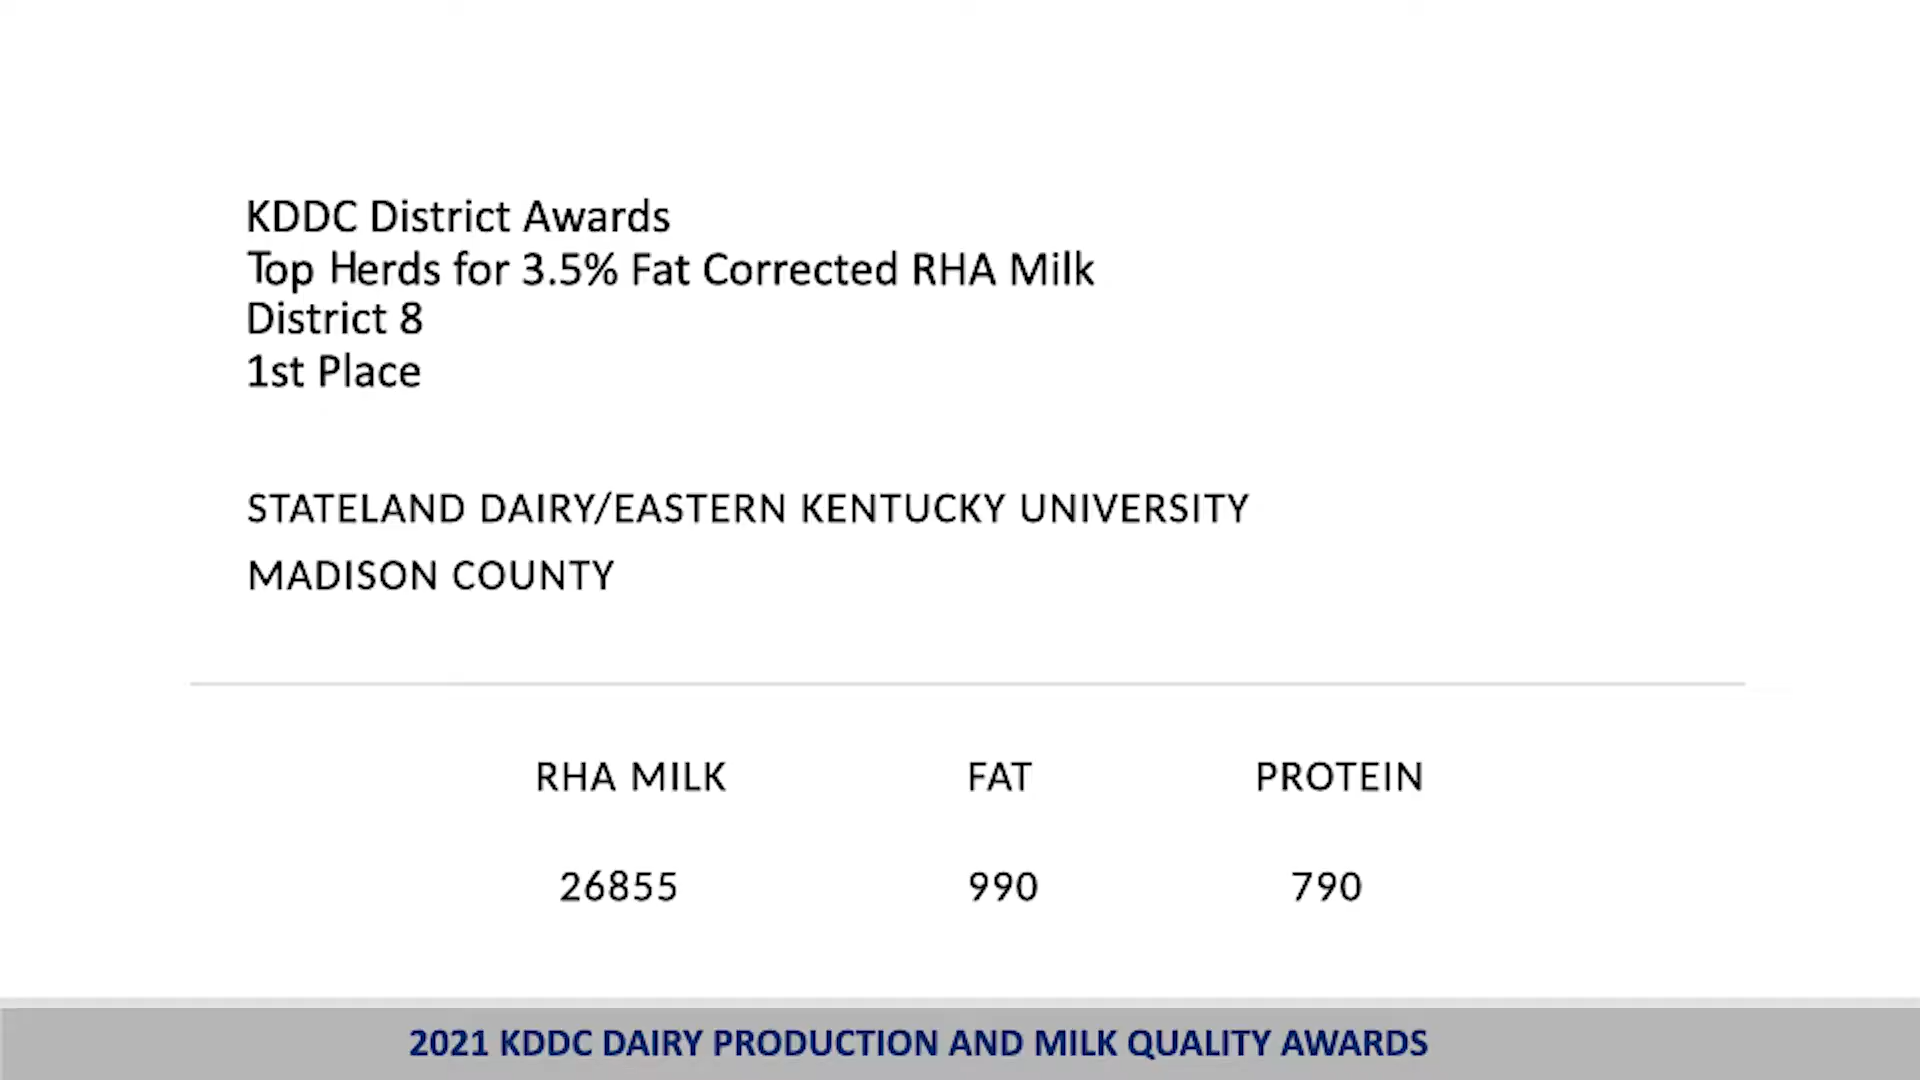 KDDC District Awards
Top Herds for 3.5% Fat Corrected RHA Milk
District 8
1st Place
STATELAND DAIRY/EASTERN KENTUCKY UNIVERSITY
MADISON COUNTY
RHA MILK FAT PROTEIN
26855 990 790
2021 KDDC DAIRY PRODUCTION AND MILK QUALITY AWARDS